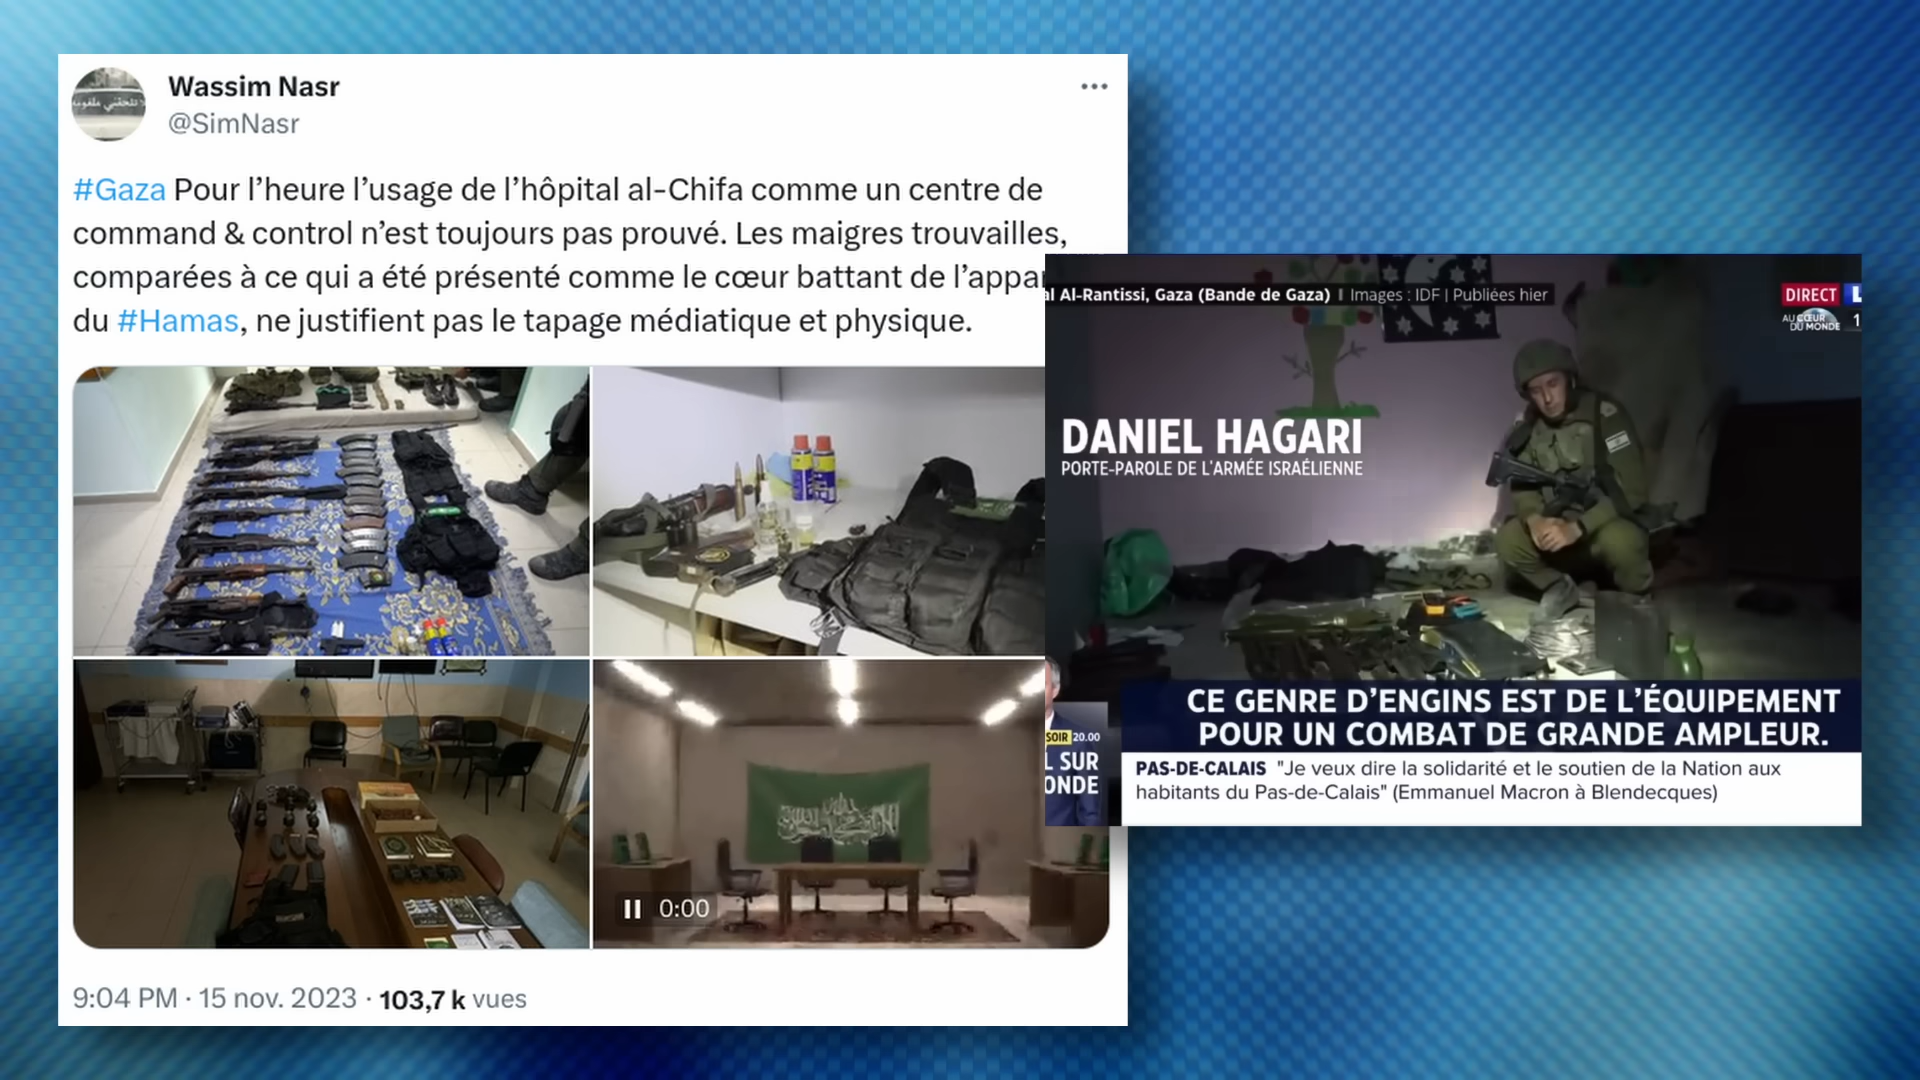 Wassim Nasr
@SimNasr
#Gaza Pour l’heure l’usage de l’hôpital al-Chifa comme un centre de
command & control n’est toujours pas prouvé. Les maigres trouvailles,
comparées à ce qui a été présenté comme le cœur battant de l’appar
du #Hamas, ne justifient pas le tapage médiatique et physique.
0:00
9:04 PM · 15 nov. 2023 · 103,7 k vues
al Al-Rantissi, Gaza (Bande de Gaza) | Images : IDF | Publiées hier
DIRECT L
AU CŒUR
DU MONDE
1
DANIEL HAGARI
PORTE-PAROLE DE L'ARMÉE ISRAÉLIENNE
CE GENRE D’ENGINS EST DE L’ÉQUIPEMENT
POUR UN COMBAT DE GRANDE AMPLEUR.
SOIR 20.00
L SUR
ONDE
PAS-DE-CALAIS "Je veux dire la solidarité et le soutien de la Nation aux
habitants du Pas-de-Calais" (Emmanuel Macron à Blendecques)